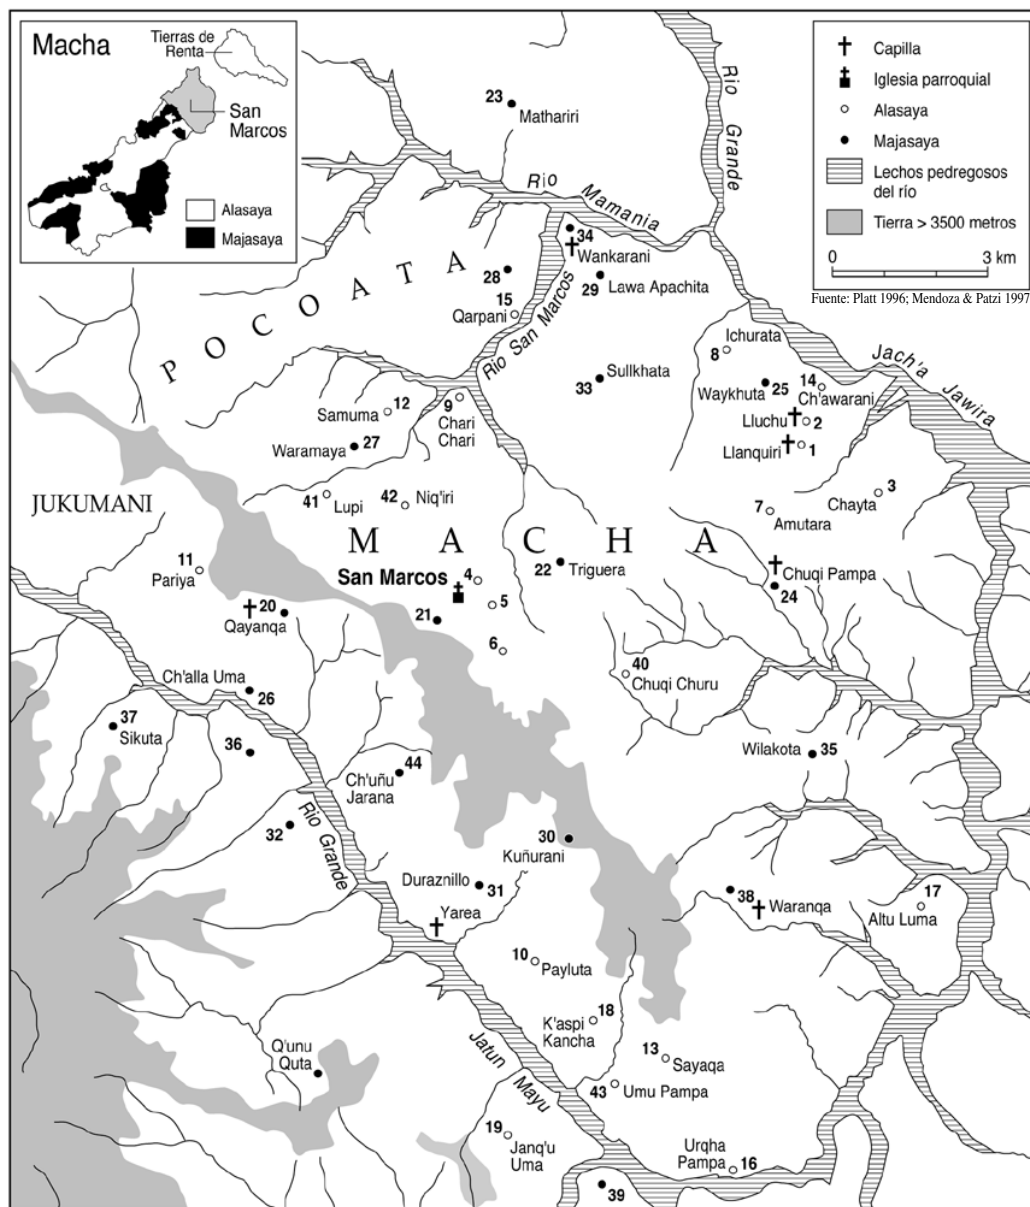 Macha
Tierras de
Renta
San
Marcos
Alasaya
Majasaya
Capilla
Iglesia parroquial
Alasaya
Majasaya
Lechos pedregosos
del río
Tierra > 3500 metros
0
3 km
Fuente: Platt 1996; Mendoza & Patzi 1997
Rio Grande
23
Mathariri
Rio Mamania
34
Wankarani
28
29
Lawa Apachita
15
Qarpani
Rio San Marcos
POCOATA
Ichurata
8
Jach'a Jawira
33
Sullkhata
Waykhuta
25
14
Ch'awarani
12
Samuma
9
Chari
Chari
Lluchu
2
Waramaya
27
Llanquiri
1
41
Lupi
42
Niq'iri
3
Chayta
7
Amutara
JUKUMANI
MACHA
11
Pariya
San Marcos
4
22
Triguera
Chuqi Pampa
24
5
20
Qayanqa
21
6
40
Chuqi Churu
Ch'alla Uma
26
37
Sikuta
36
Wilakota
35
44
Ch'uñu
Jarana
32
Rio Grande
30
Kuñurani
Duraznillo
31
38
Waranqa
17
Altu Luma
Yarea
10
Payluta
18
K'aspi
Kancha
Q'unu
Quta
Jatun Mayu
13
Sayaqa
43
Umu Pampa
19
Janq'u
Uma
Urqha
Pampa
16
39